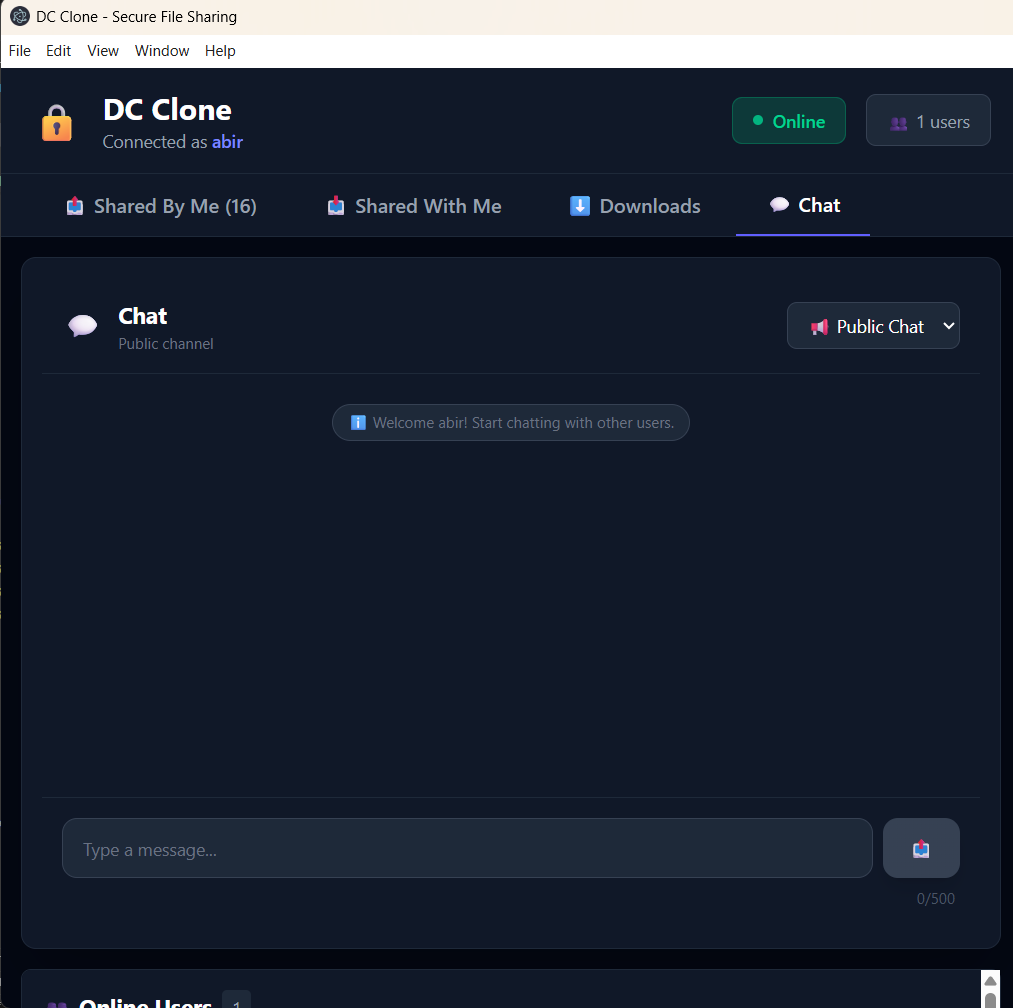 DC Clone - Secure File Sharing
File Edit View Window Help
DC Clone
Connected as abir
Online
1 users
Shared By Me (16)
Shared With Me
Downloads
Chat
Chat
Public channel
Public Chat
Welcome abir! Start chatting with other users.
Type a message...
0/500
Online Users 1